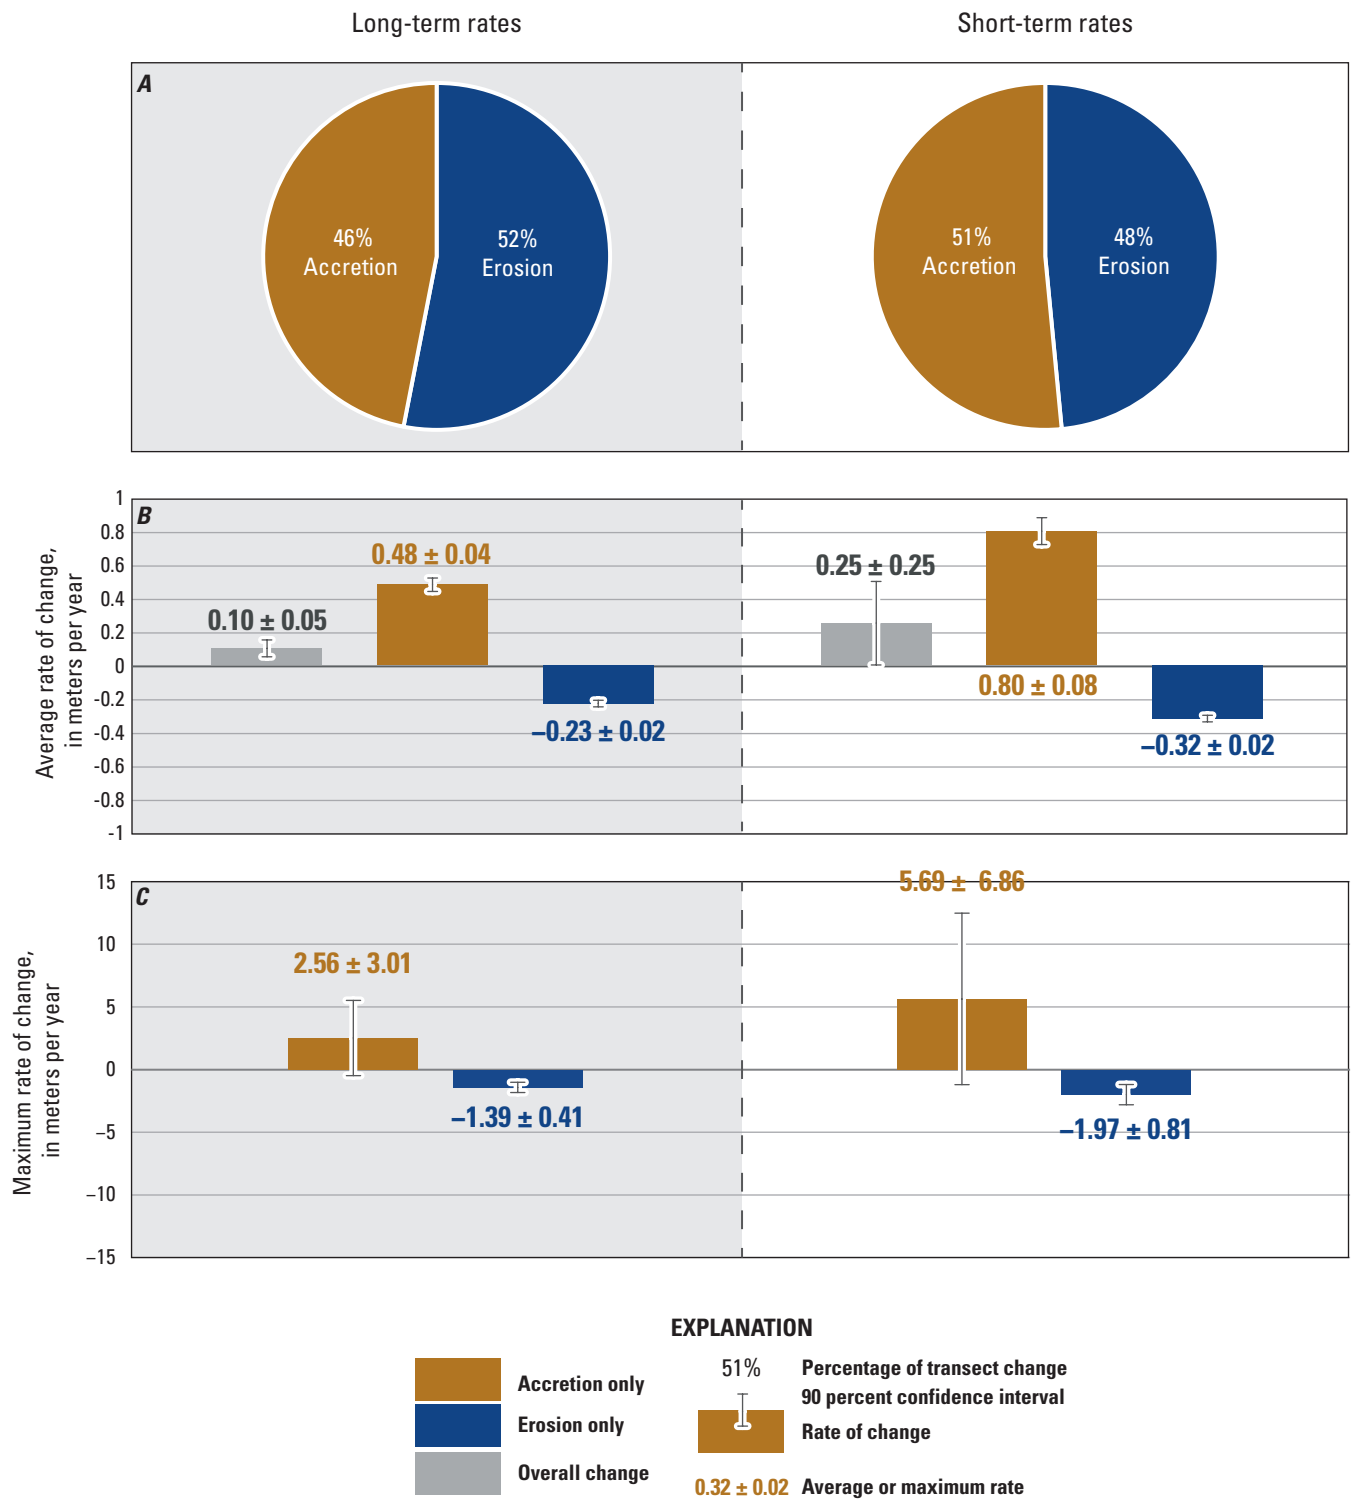 Long-term rates
Short-term rates
A
46%
Accretion
52%
Erosion
51%
Accretion
48%
Erosion
Average rate of change,
in meters per year
1
0.8
0.6
0.4
0.2
0
-0.2
-0.4
-0.6
-0.8
-1
B
0.10 ± 0.05
0.48 ± 0.04
−0.23 ± 0.02
0.25 ± 0.25
0.80 ± 0.08
−0.32 ± 0.02
Maximum rate of change,
in meters per year
15
10
5
0
−5
−10
−15
C
2.56 ± 3.01
−1.39 ± 0.41
5.69 ± 6.86
−1.97 ± 0.81
EXPLANATION
Accretion only
Erosion only
Overall change
51% Percentage of transect change
90 percent confidence interval
Rate of change
0.32 ± 0.02 Average or maximum rate